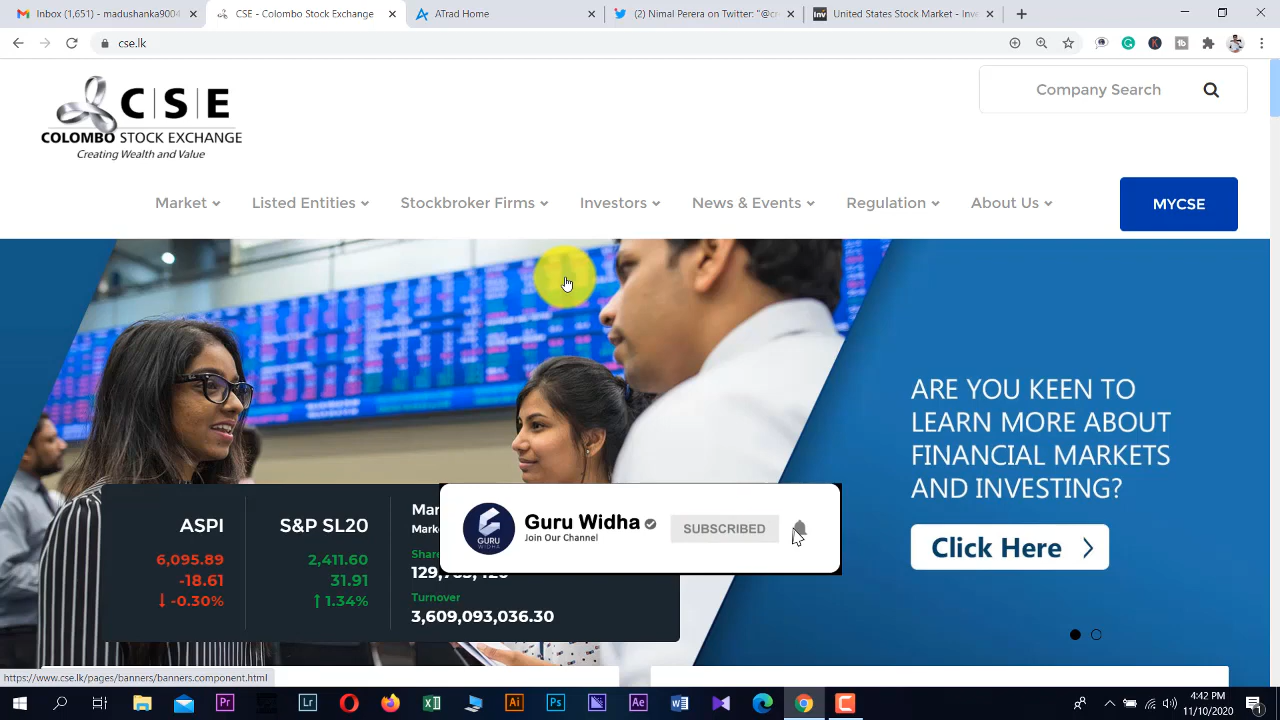 Inbox (1,651) - marushanka9004
CSE - Colombo Stock Exchange
ATrad Home
(2) Nimal Perera on Twitter: "@cr
United States Stock Market - Inve
cse.lk
C|S|E
COLOMBO STOCK EXCHANGE
Creating Wealth and Value
Company Search
Market
Listed Entities
Stockbroker Firms
Investors
News & Events
Regulation
About Us
MYCSE
ARE YOU KEEN TO
LEARN MORE ABOUT
FINANCIAL MARKETS
AND INVESTING?
Click Here
ASPI
6,095.89
-18.61
-0.30%
S&P SL20
2,411.60
31.91
1.34%
Turnover
3,609,093,036.30
GURU
WIDHA
Guru Widha
Join Our Channel
SUBSCRIBED
https://www.cse.lk/pages/banners/banners.component.html
4:42 PM
11/10/2020